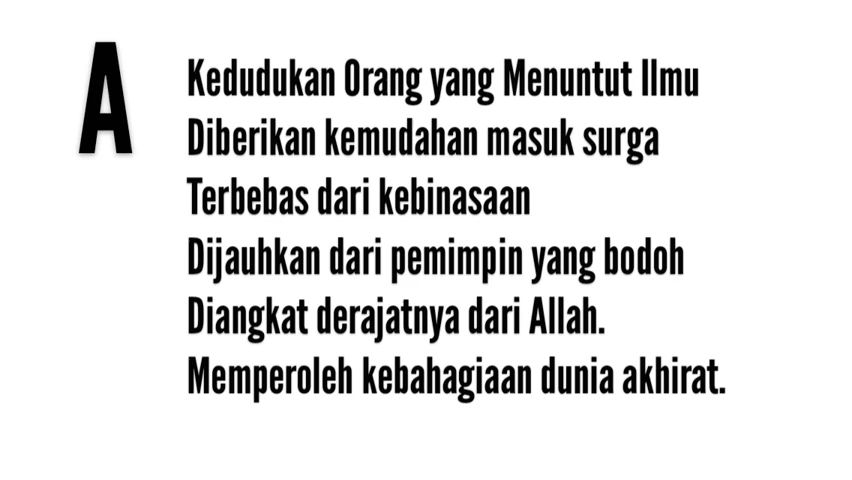 A
Kedudukan Orang yang Menuntut Ilmu
Diberikan kemudahan masuk surga
Terbebas dari kebinasaan
Dijauhkan dari pemimpin yang bodoh
Diangkat derajatnya dari Allah.
Memperoleh kebahagiaan dunia akhirat.